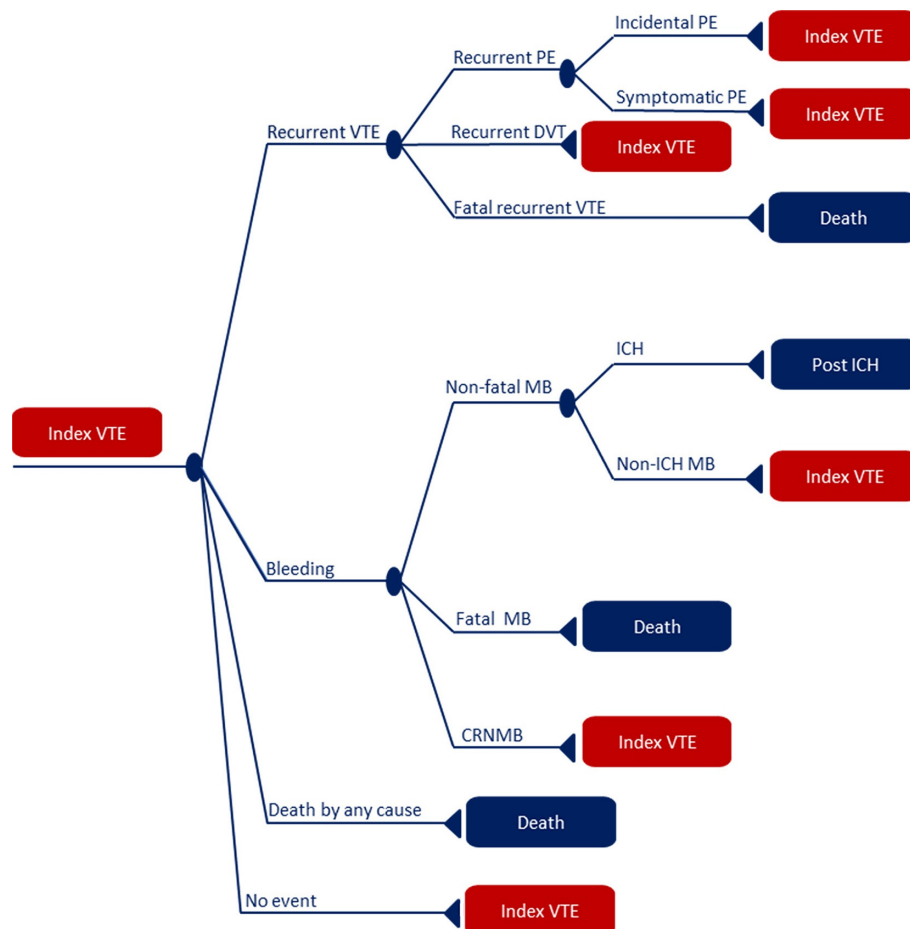 Incidental PE
Index VTE
Recurrent PE
Symptomatic PE
Index VTE
Recurrent VTE
Recurrent DVT
Index VTE
Fatal recurrent VTE
Death
ICH
Post ICH
Non-fatal MB
Index VTE
Non-ICH MB
Index VTE
Bleeding
Fatal MB
Death
CRNMB
Index VTE
Death by any cause
Death
No event
Index VTE